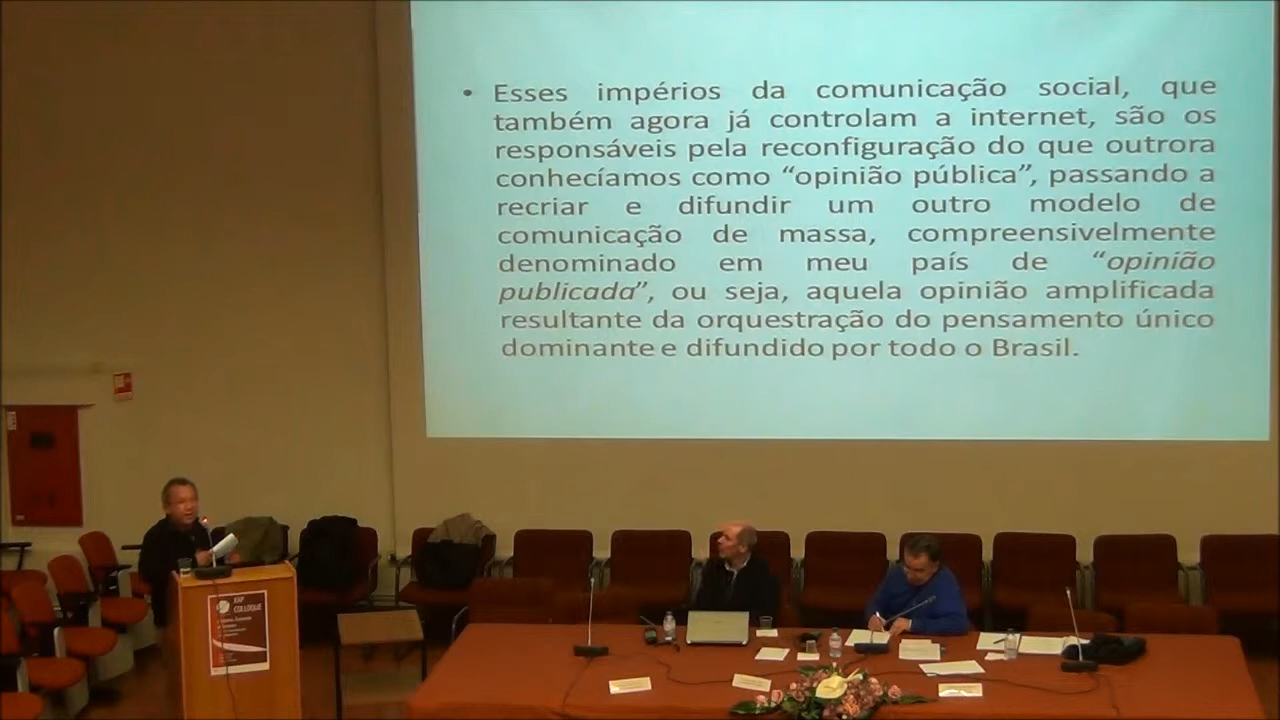 • Esses impérios da comunicação social, que
também agora já controlam a internet, são os
responsáveis pela reconfiguração do que outrora
conhecíamos como “opinião pública”, passando a
recriar e difundir um outro modelo de
comunicação de massa, compreensivelmente
denominado em meu país de “opinião
publicada”, ou seja, aquela opinião amplificada
resultante da orquestração do pensamento único
dominante e difundido por todo o Brasil.
COLLOQUE